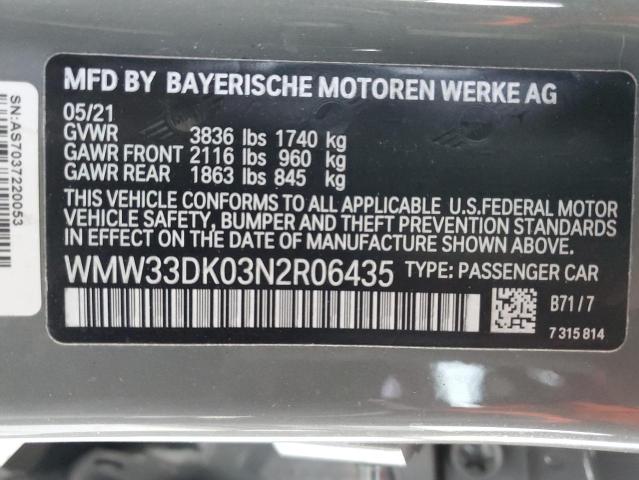 MFD BY BAYERISCHE MOTOREN WERKE AG
05/21
GVWR 3836 lbs 1740 kg
GAWR FRONT 2116 lbs 960 kg
GAWR REAR 1863 lbs 845 kg
THIS VEHICLE CONFORMS TO ALL APPLICABLE U.S.FEDERAL MOTOR
VEHICLE SAFETY, BUMPER AND THEFT PREVENTION STANDARDS
IN EFFECT ON THE DATE OF MANUFACTURE SHOWN ABOVE.
WMW33DK03N2R06435 TYPE: PASSENGER CAR
B71/7
7 315 814
SN:AS7037220053